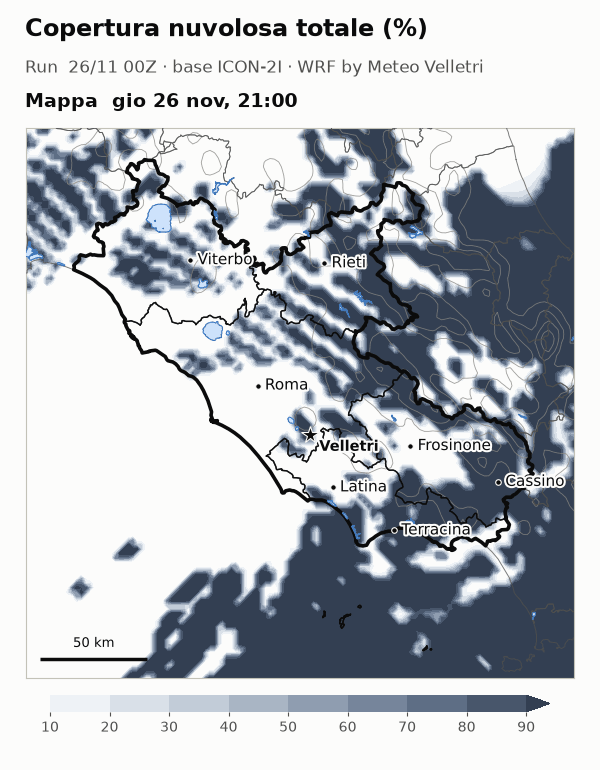 Copertura nuvolosa totale (%)
Run  26/11 00Z · base ICON-2I · WRF by Meteo Velletri
Mappa  gio 26 nov, 21:00
Viterbo
Rieti
Roma
Velletri
Frosinone
Latina
Cassino
Terracina
50 km
10 20 30 40 50 60 70 80 90